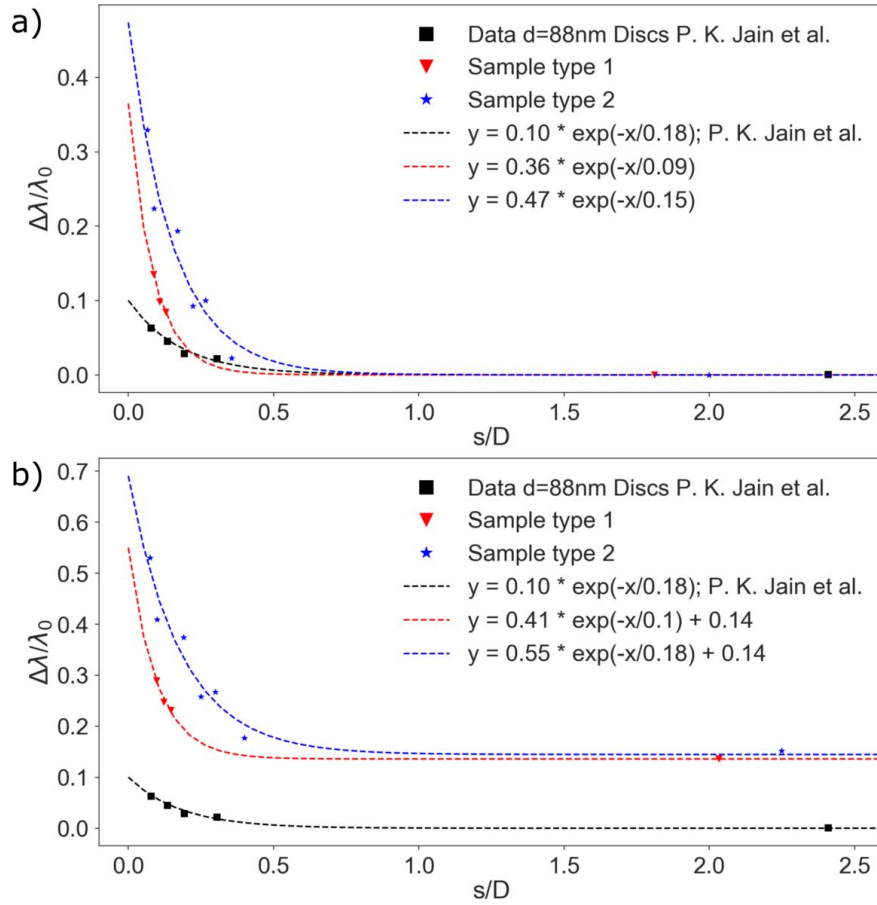 a)
Data d=88nm Discs P. K. Jain et al.
Sample type 1
Sample type 2
y = 0.10 * exp(-x/0.18); P. K. Jain et al.
y = 0.36 * exp(-x/0.09)
y = 0.47 * exp(-x/0.15)
Δλ/λ₀
0.4
0.3
0.2
0.1
0.0
0.0 0.5 1.0 1.5 2.0 2.5
s/D
b)
Data d=88nm Discs P. K. Jain et al.
Sample type 1
Sample type 2
y = 0.10 * exp(-x/0.18); P. K. Jain et al.
y = 0.41 * exp(-x/0.1) + 0.14
y = 0.55 * exp(-x/0.18) + 0.14
Δλ/λ₀
0.7
0.6
0.5
0.4
0.3
0.2
0.1
0.0
0.0 0.5 1.0 1.5 2.0 2.5
s/D